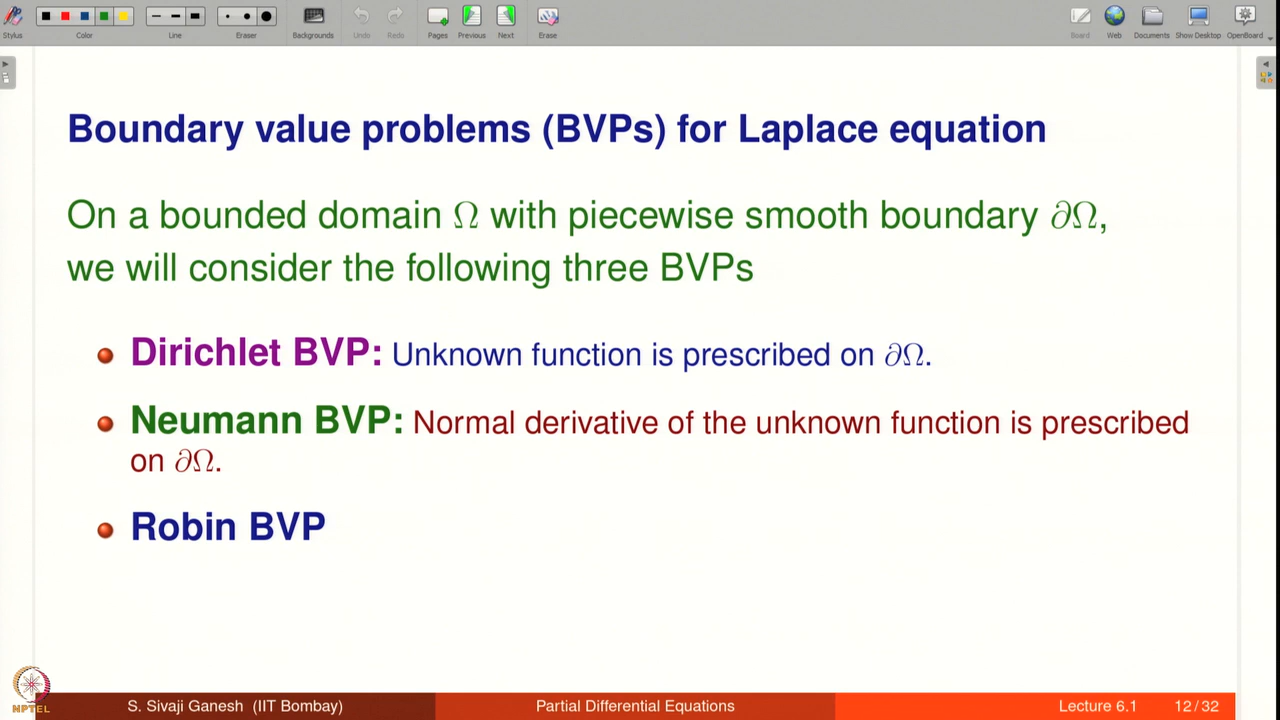 Stylus
Color
Line
Eraser
Backgrounds
Undo
Redo
Pages
Previous
Next
Erase
Board
Web
Documents
Show Desktop
OpenBoard
Boundary value problems (BVPs) for Laplace equation
On a bounded domain Ω with piecewise smooth boundary ∂Ω,
we will consider the following three BVPs
Dirichlet BVP: Unknown function is prescribed on ∂Ω.
Neumann BVP: Normal derivative of the unknown function is prescribed
on ∂Ω.
Robin BVP
NPTEL
S. Sivaji Ganesh (IIT Bombay)
Partial Differential Equations
Lecture 6.1
12/32